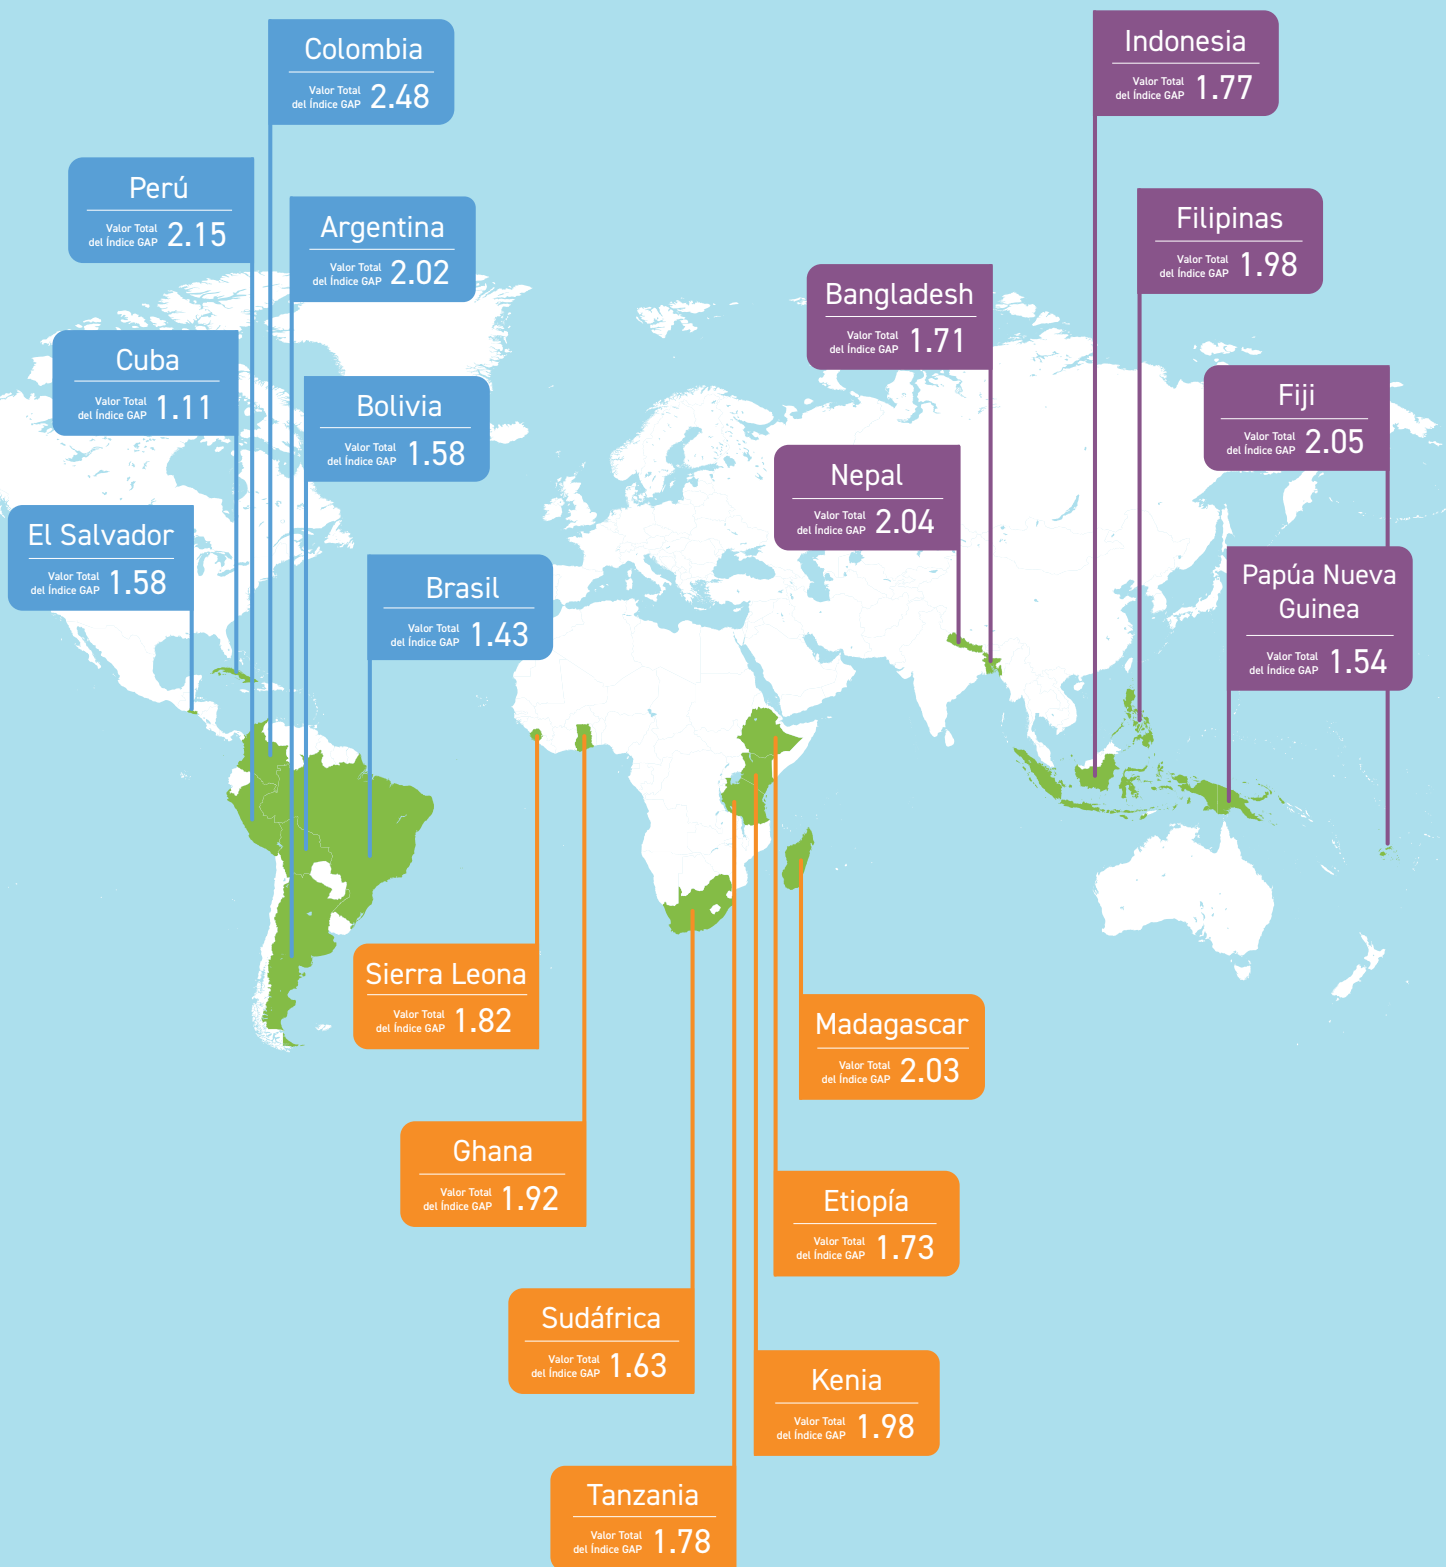 Colombia
Valor Total
del Índice GAP 2.48
Indonesia
Valor Total
del Índice GAP 1.77
Perú
Valor Total
del Índice GAP 2.15
Argentina
Valor Total
del Índice GAP 2.02
Filipinas
Valor Total
del Índice GAP 1.98
Bangladesh
Valor Total
del Índice GAP 1.71
Cuba
Valor Total
del Índice GAP 1.11
Bolivia
Valor Total
del Índice GAP 1.58
Fiji
Valor Total
del Índice GAP 2.05
Nepal
Valor Total
del Índice GAP 2.04
El Salvador
Valor Total
del Índice GAP 1.58
Brasil
Valor Total
del Índice GAP 1.43
Papúa Nueva
Guinea
Valor Total
del Índice GAP 1.54
Sierra Leona
Valor Total
del Índice GAP 1.82
Madagascar
Valor Total
del Índice GAP 2.03
Ghana
Valor Total
del Índice GAP 1.92
Etiopía
Valor Total
del Índice GAP 1.73
Sudáfrica
Valor Total
del Índice GAP 1.63
Kenia
Valor Total
del Índice GAP 1.98
Tanzania
Valor Total
del Índice GAP 1.78